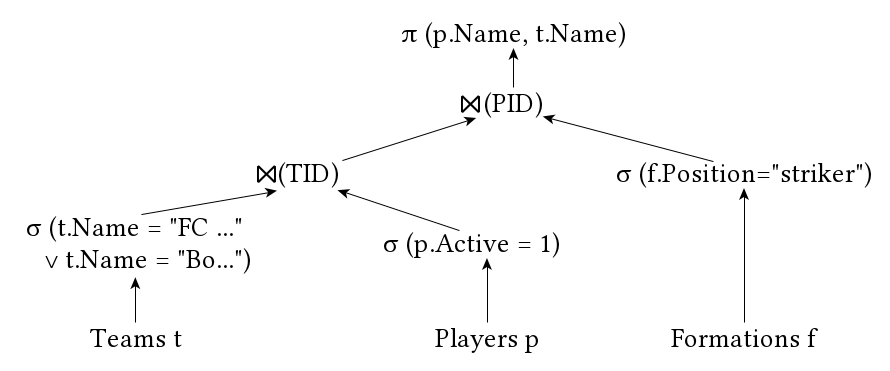 π (p.Name, t.Name)
⋈(PID)
⋈(TID)
σ (f.Position="striker")
σ (t.Name = "FC ..."
∨ t.Name = "Bo...")
σ (p.Active = 1)
Teams t
Players p
Formations f